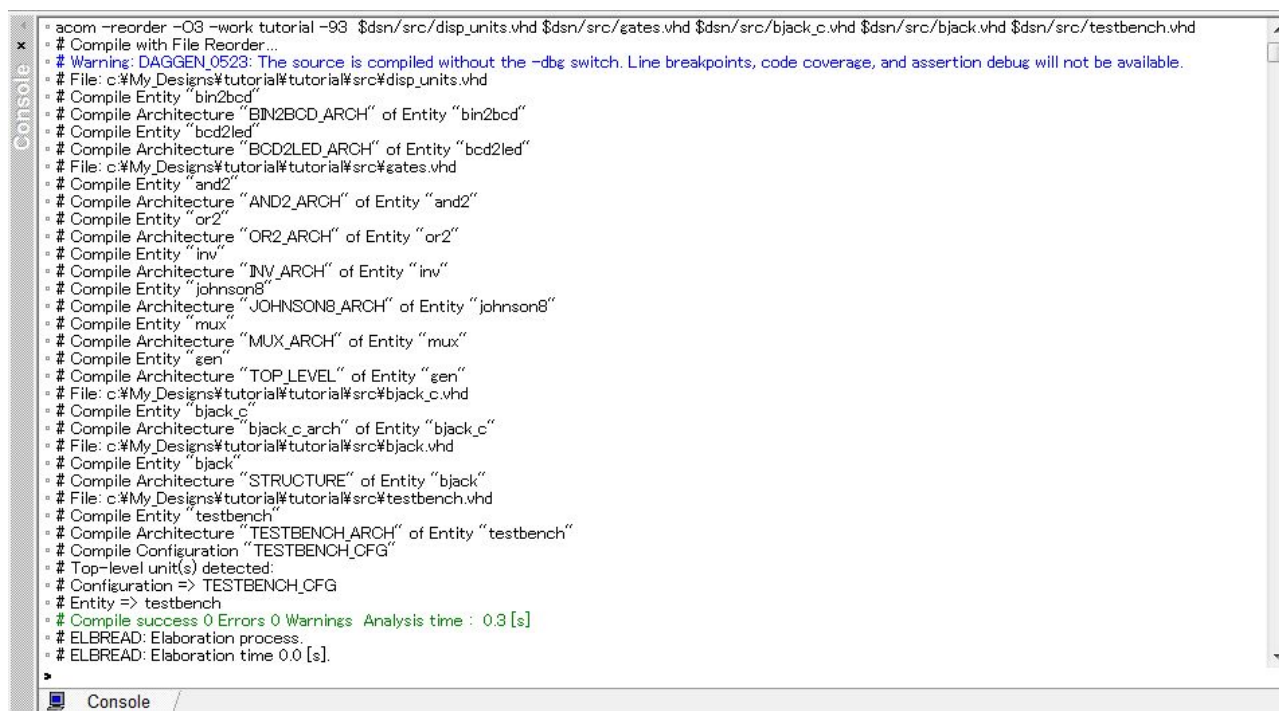 acom -reorder -O3 -work tutorial -93 $dsn/src/disp_units.vhd $dsn/src/gates.vhd $dsn/src/bjack_c.vhd $dsn/src/bjack.vhd $dsn/src/testbench.vhd
# Compile with File Reorder...
# Warning: DAGGEN_0523: The source is compiled without the -dbg switch. Line breakpoints, code coverage, and assertion debug will not be available.
# File: c:¥My_Designs¥tutorial¥tutorial¥src¥disp_units.vhd
# Compile Entity "bin2bcd"
# Compile Architecture "BIN2BCD_ARCH" of Entity "bin2bcd"
# Compile Entity "bcd2led"
# Compile Architecture "BCD2LED_ARCH" of Entity "bcd2led"
# File: c:¥My_Designs¥tutorial¥tutorial¥src¥gates.vhd
# Compile Entity "and2"
# Compile Architecture "AND2_ARCH" of Entity "and2"
# Compile Entity "or2"
# Compile Architecture "OR2_ARCH" of Entity "or2"
# Compile Entity "inv"
# Compile Architecture "INV_ARCH" of Entity "inv"
# Compile Entity "johnson8"
# Compile Architecture "JOHNSON8_ARCH" of Entity "johnson8"
# Compile Entity "mux"
# Compile Architecture "MUX_ARCH" of Entity "mux"
# Compile Entity "gen"
# Compile Architecture "TOP_LEVEL" of Entity "gen"
# File: c:¥My_Designs¥tutorial¥tutorial¥src¥bjack_c.vhd
# Compile Entity "bjack_c"
# Compile Architecture "bjack_c_arch" of Entity "bjack_c"
# File: c:¥My_Designs¥tutorial¥tutorial¥src¥bjack.vhd
# Compile Entity "bjack"
# Compile Architecture "STRUCTURE" of Entity "bjack"
# File: c:¥My_Designs¥tutorial¥tutorial¥src¥testbench.vhd
# Compile Entity "testbench"
# Compile Architecture "TESTBENCH_ARCH" of Entity "testbench"
# Compile Configuration "TESTBENCH_CFG"
# Top-level unit(s) detected:
# Configuration => TESTBENCH_CFG
# Entity => testbench
# Compile success 0 Errors 0 Warnings  Analysis time :  0.3 [s]
# ELBREAD: Elaboration process.
# ELBREAD: Elaboration time 0.0 [s].
>
Console
Console